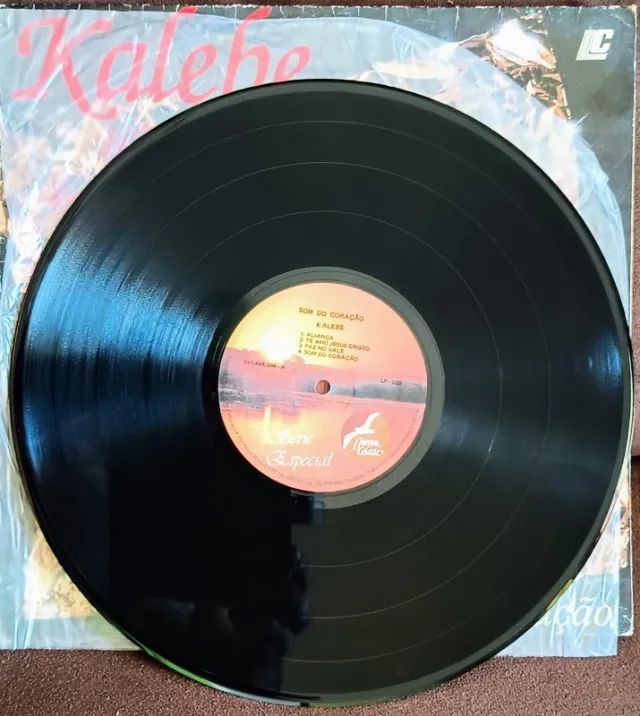 Kalebe
LC
SOM DO CORAÇÃO
KALEBE
1- ALIANÇA
2- TE AMO JESUS CRISTO
3- PAZ NO VALE
4- SOM DO CORAÇÃO
LP - 020
Série
Especial
ação